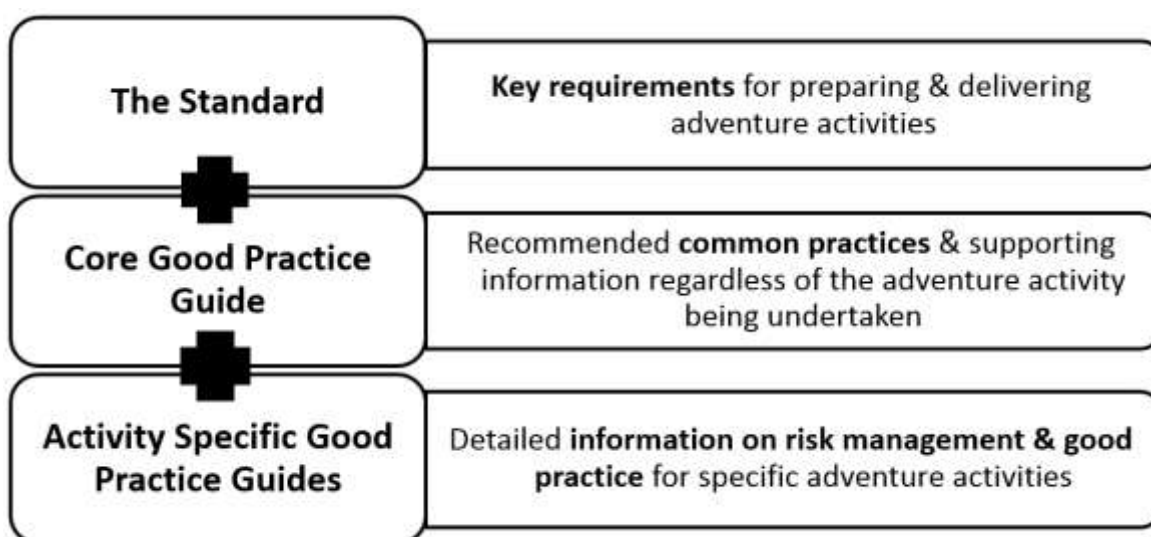 The Standard
Key requirements for preparing & delivering
adventure activities
Core Good Practice
Guide
Recommended common practices & supporting
information regardless of the adventure activity
being undertaken
Activity Specific Good
Practice Guides
Detailed information on risk management & good
practice for specific adventure activities